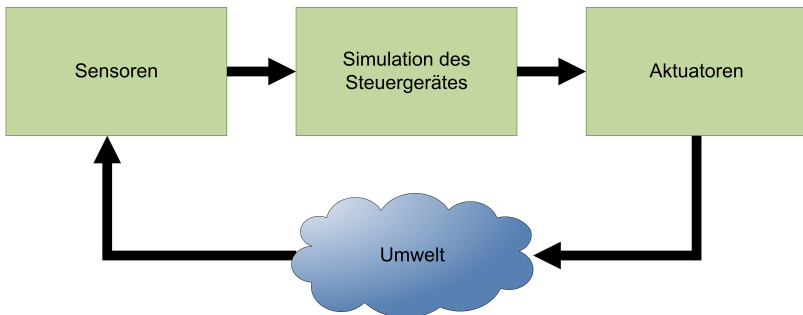 Sensoren
Simulation des
Steuergerätes
Aktuatoren
Umwelt